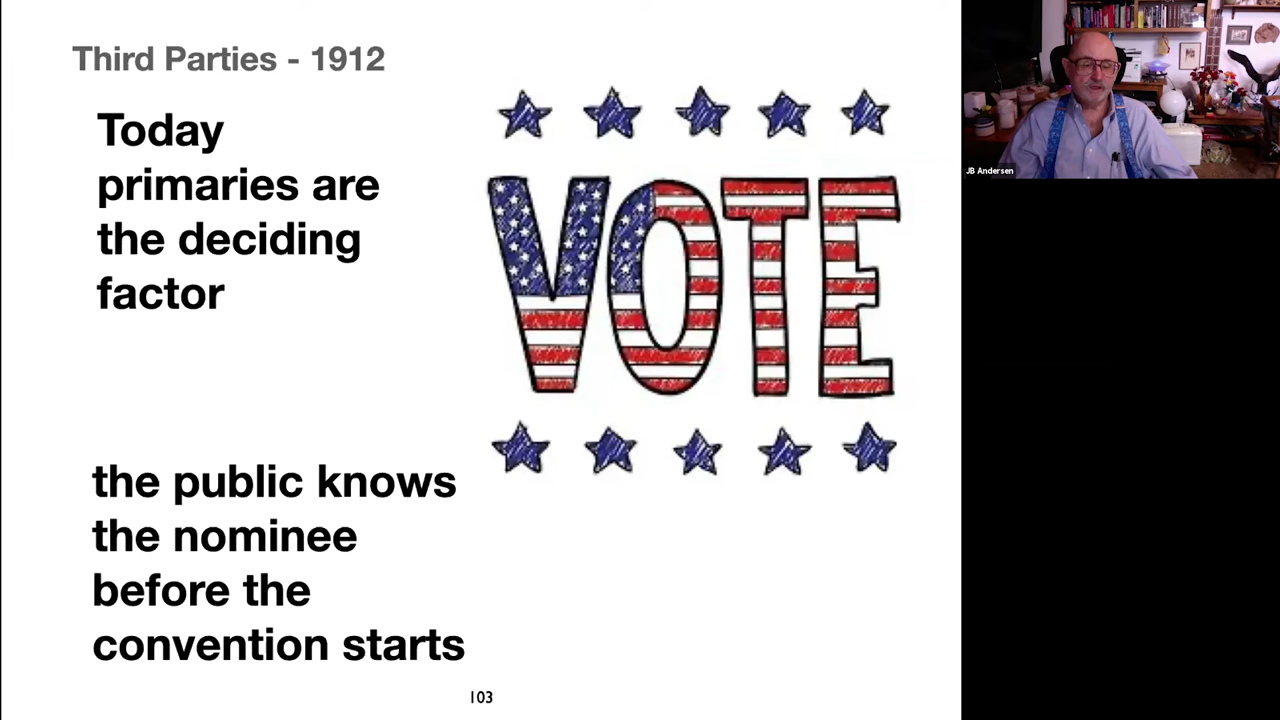 Third Parties - 1912
Today
primaries are
the deciding
factor
VOTE
the public knows
the nominee
before the
convention starts
103
JB Andersen